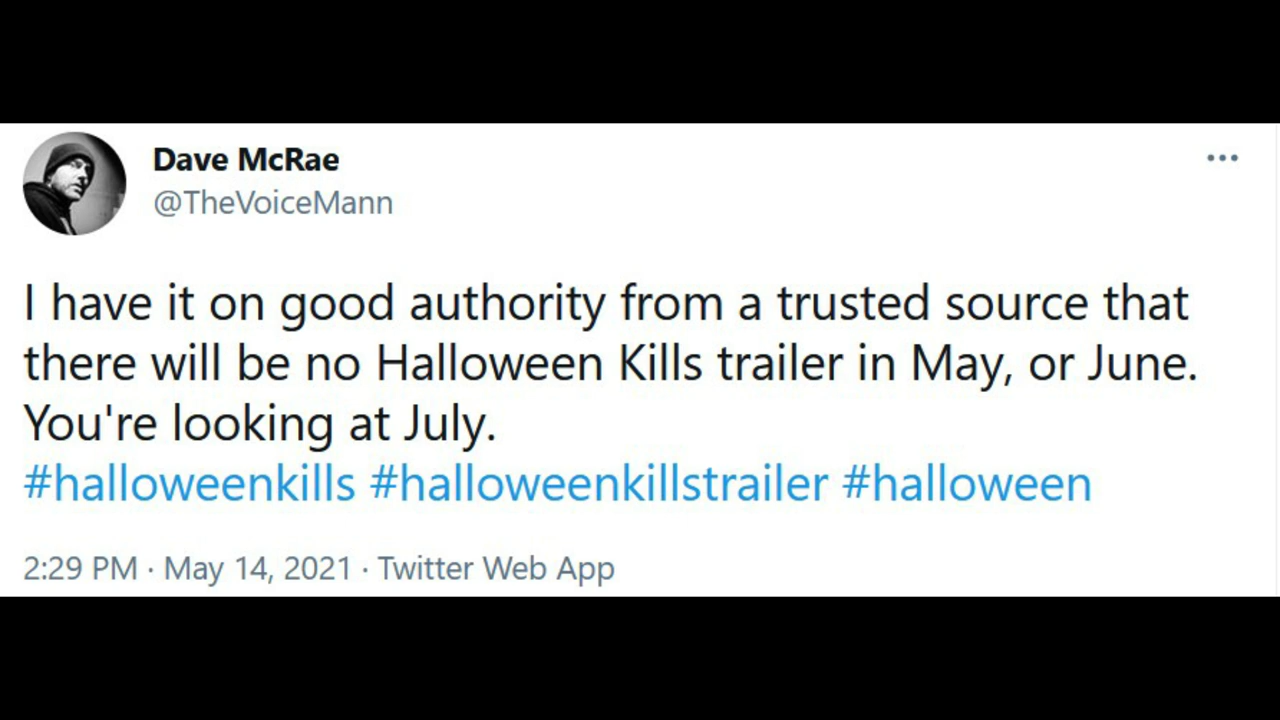 Dave McRae
@TheVoiceMann
I have it on good authority from a trusted source that
there will be no Halloween Kills trailer in May, or June.
You're looking at July.
#halloweenkills #halloweenkillstrailer #halloween
2:29 PM · May 14, 2021 · Twitter Web App